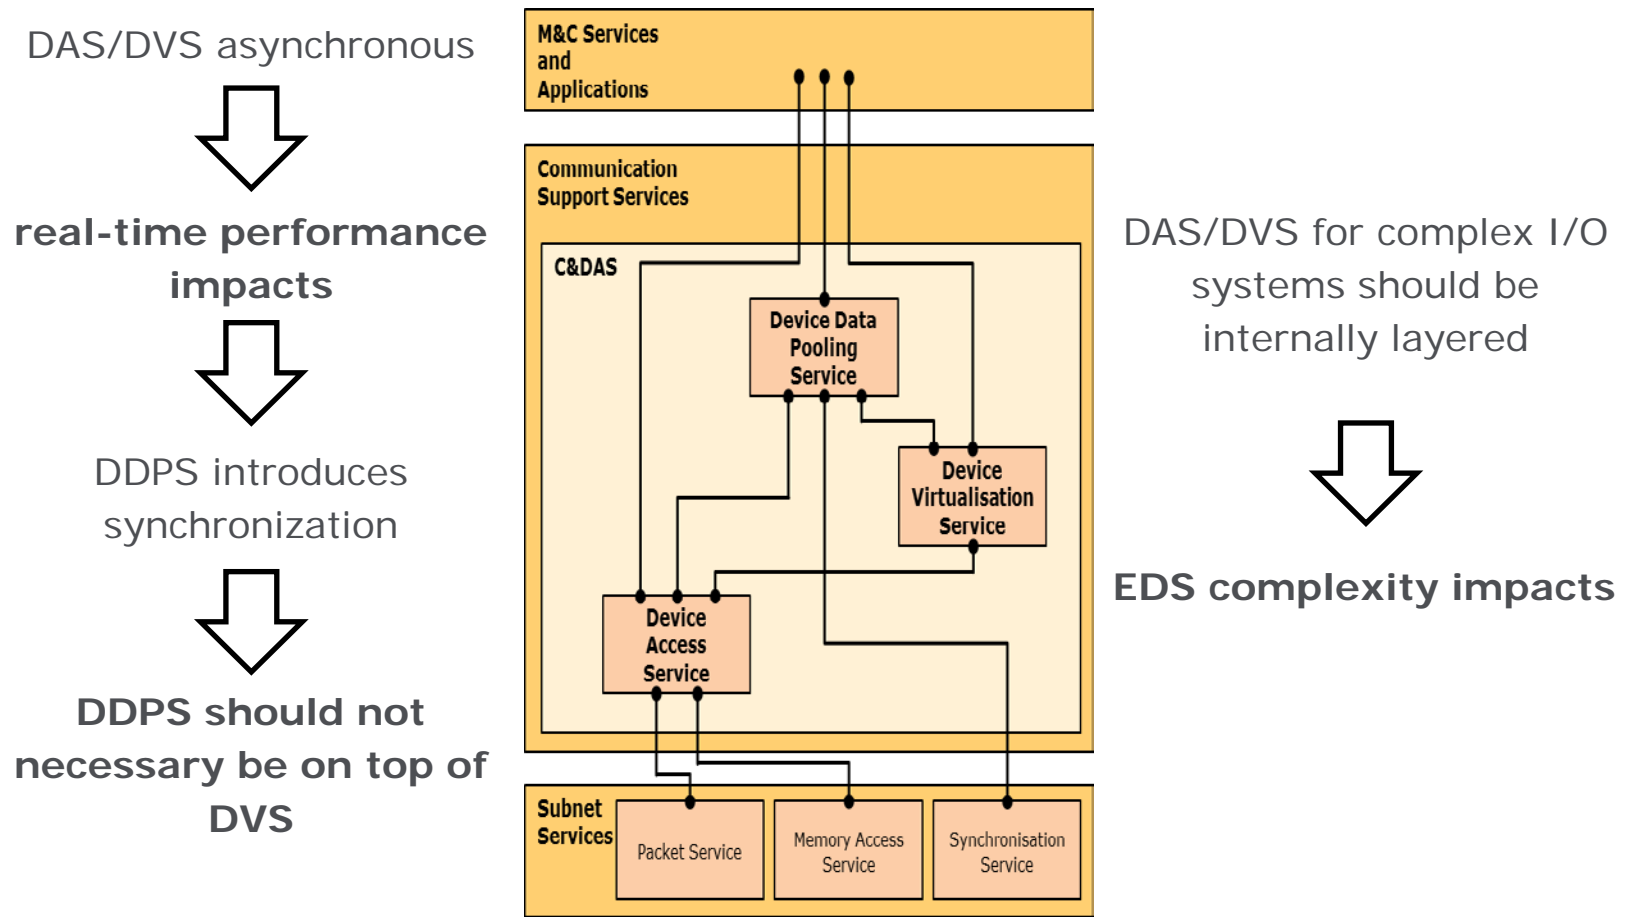 DAS/DVS asynchronous
real-time performance
impacts
DDPS introduces
synchronization
DDPS should not
necessary be on top of
DVS
M&C Services
and
Applications
Communication
Support Services
C&DAS
Device Data
Pooling
Service
Device
Virtualisation
Service
Device
Access
Service
Subnet
Services
Packet Service
Memory Access
Service
Synchronisation
Service
DAS/DVS for complex I/O
systems should be
internally layered
EDS complexity impacts